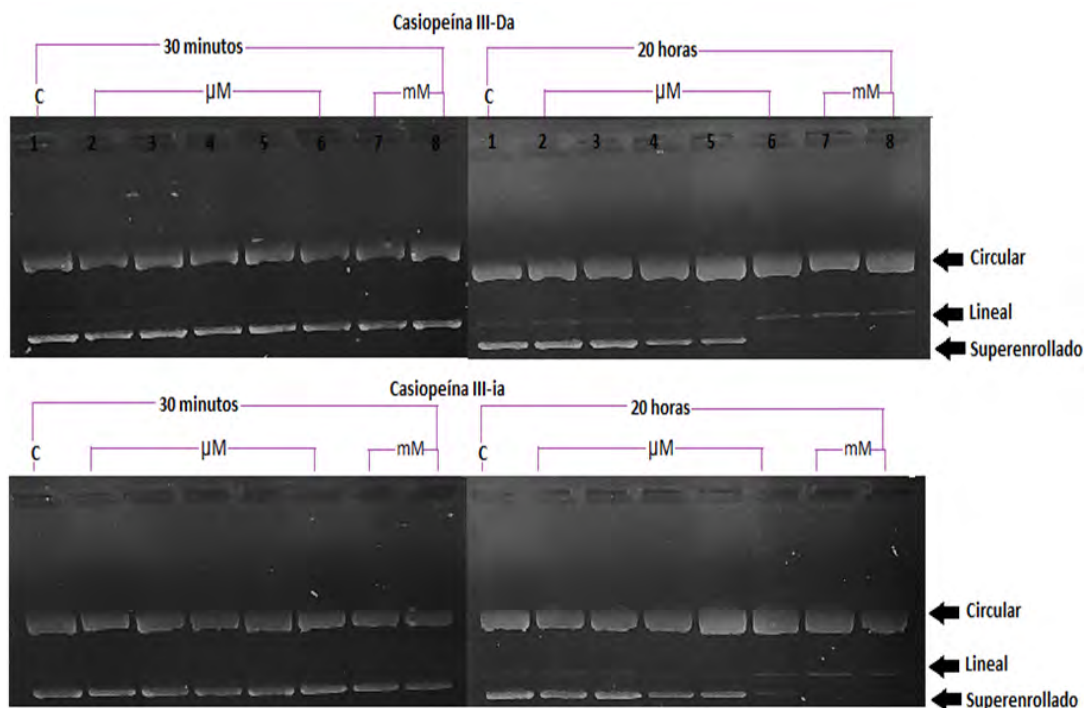 Casiopeína III-Da
30 minutos
20 horas
C µM mM C µM mM
1 2 3 4 5 6 7 8 1 2 3 4 5 6 7 8
Circular
Lineal
Superenrollado
Casiopeína III-ia
30 minutos
20 horas
C µM mM C µM mM
Circular
Lineal
Superenrollado